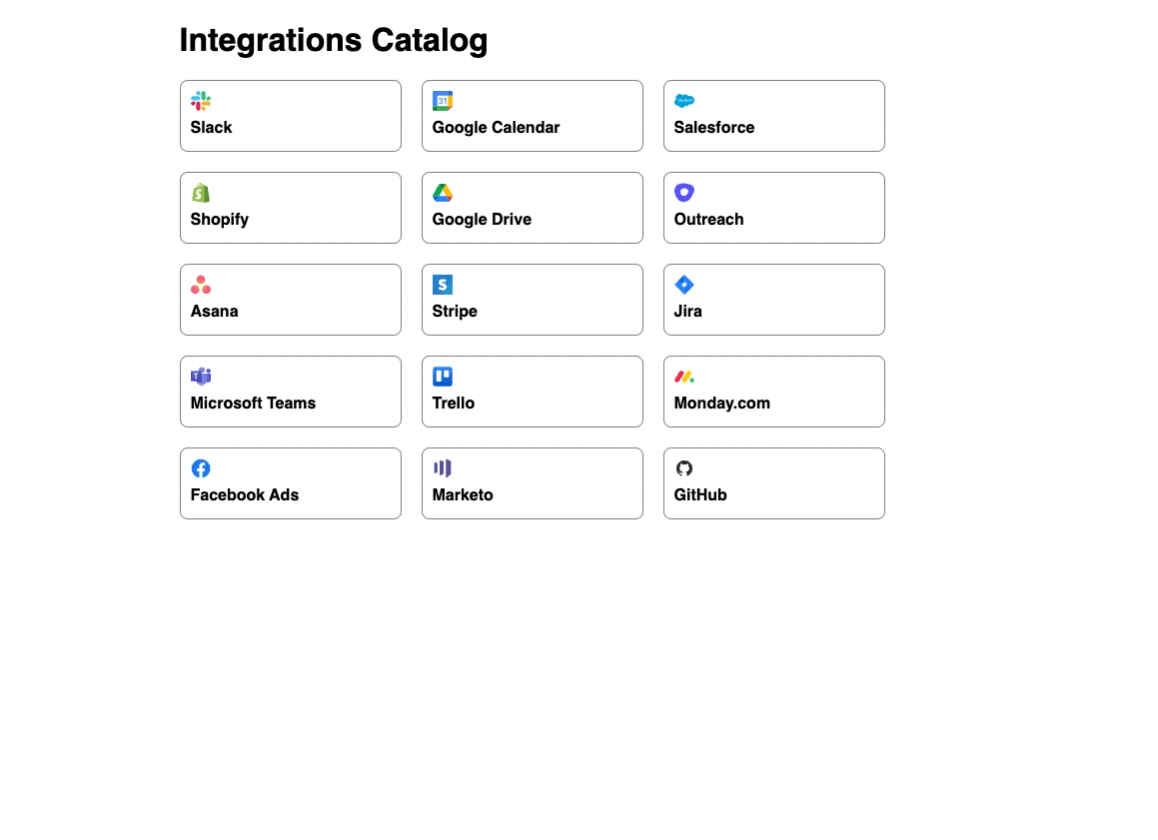 Integrations Catalog
31
Slack
Google Calendar
Salesforce
Shopify
Google Drive
Outreach
Asana
S
Stripe
Jira
Microsoft Teams
Trello
Monday.com
Facebook Ads
Marketo
GitHub